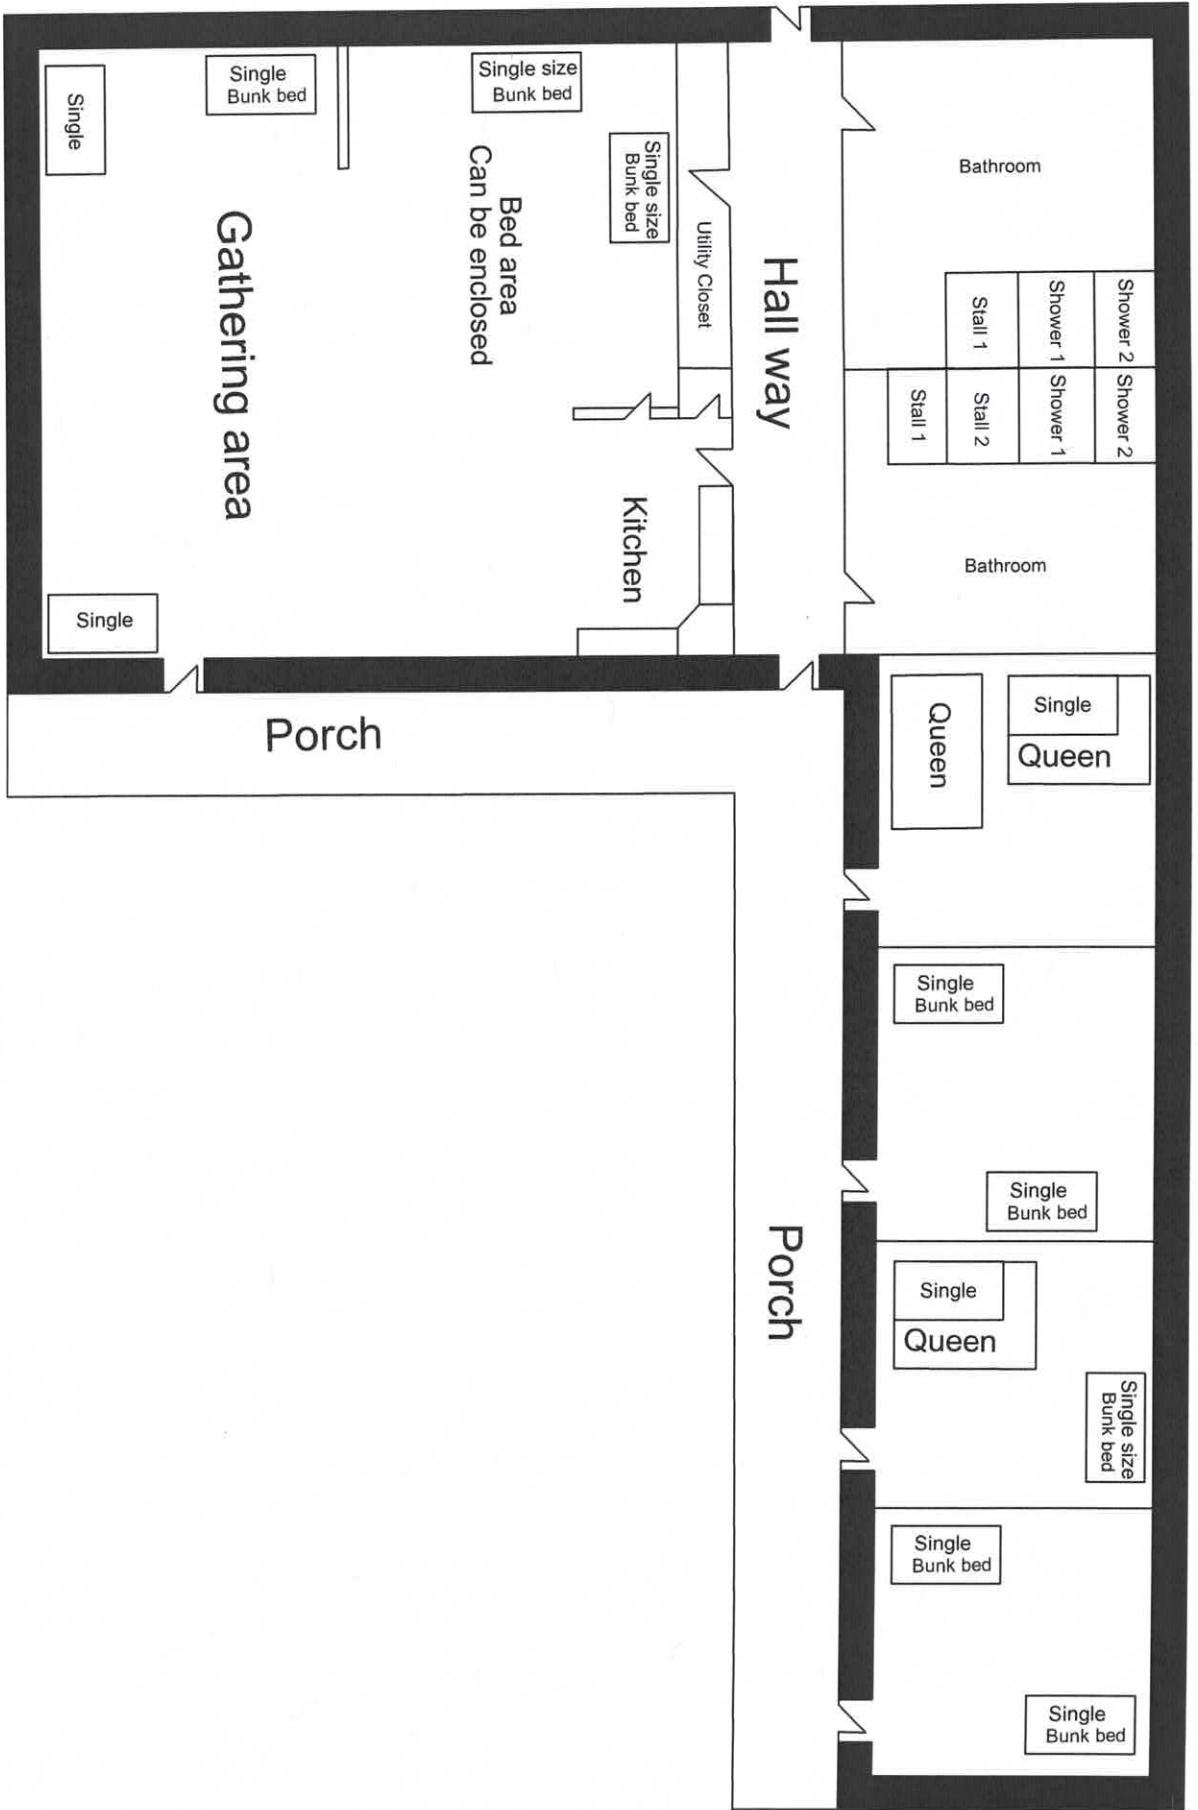 Single
Single
Bunk bed
Single size
Bunk bed
Single size
Bunk bed
Bed area
Can be enclosed
Gathering area
Utility Closet
Hall way
Bathroom
Stall 1
Shower 1
Shower 2
Stall 1
Stall 2
Shower 1
Shower 2
Bathroom
Kitchen
Single
Porch
Queen
Single
Queen
Single
Bunk bed
Single
Bunk bed
Porch
Single
Queen
Single size
Bunk bed
Single
Bunk bed
Single
Bunk bed